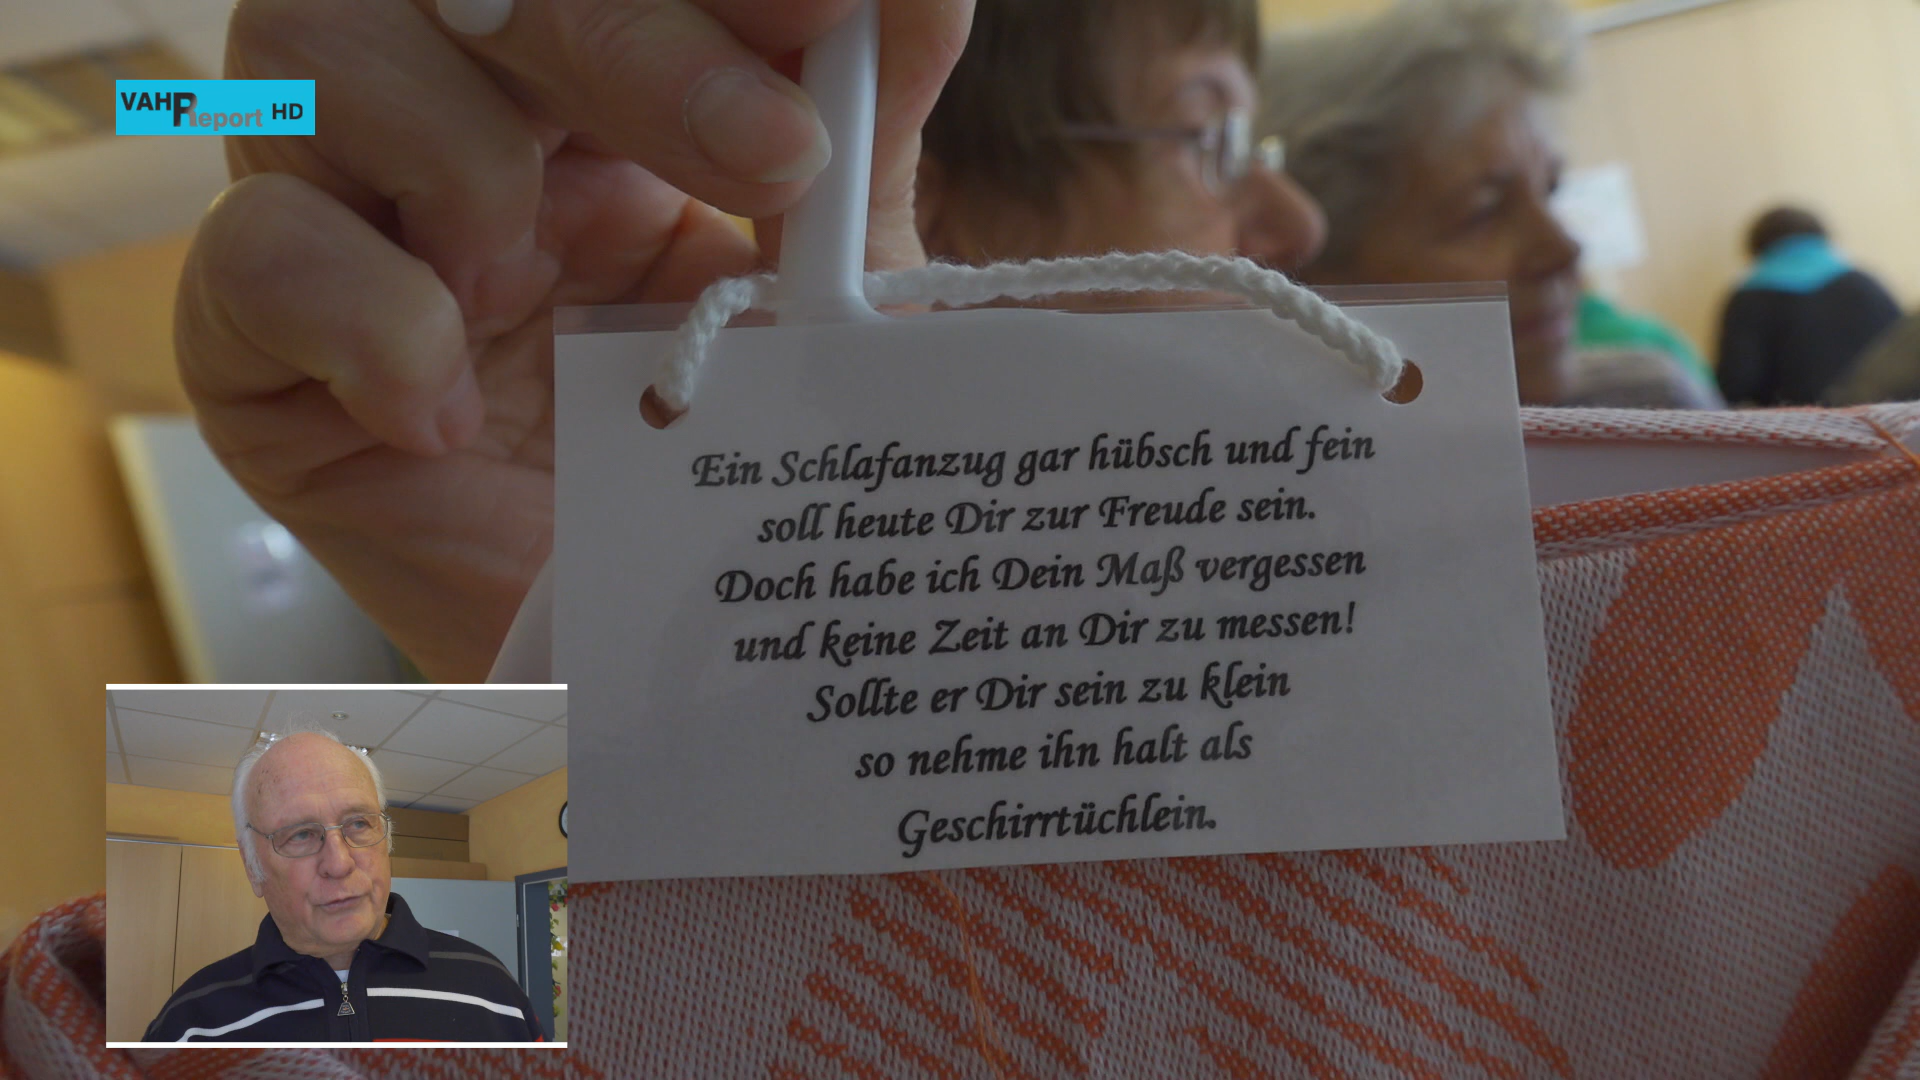 VAHReport HD
Ein Schlafanzug gar hübsch und fein
soll heute Dir zur Freude sein.
Doch habe ich Dein Maß vergessen
und keine Zeit an Dir zu messen!
Sollte er Dir sein zu klein
so nehme ihn halt als
Geschirrtüchlein.